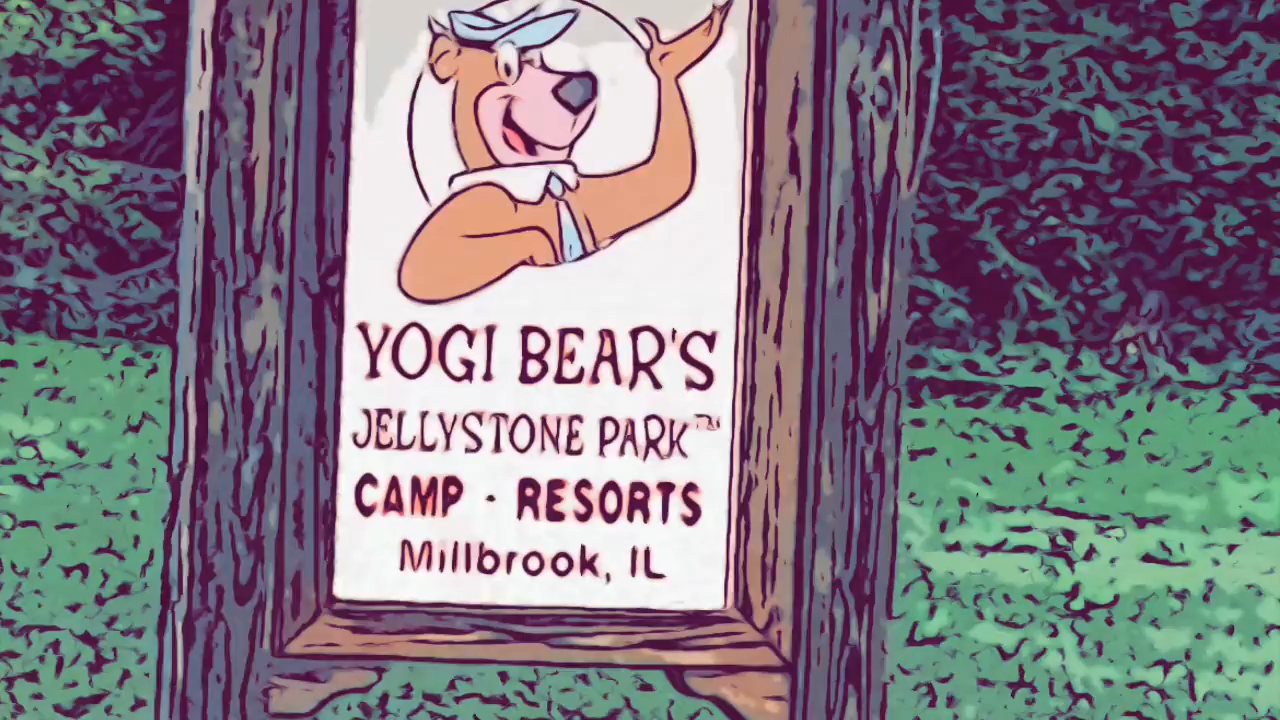 YOGI BEAR'S
JELLYSTONE PARK™
CAMP · RESORTS
Millbrook, IL